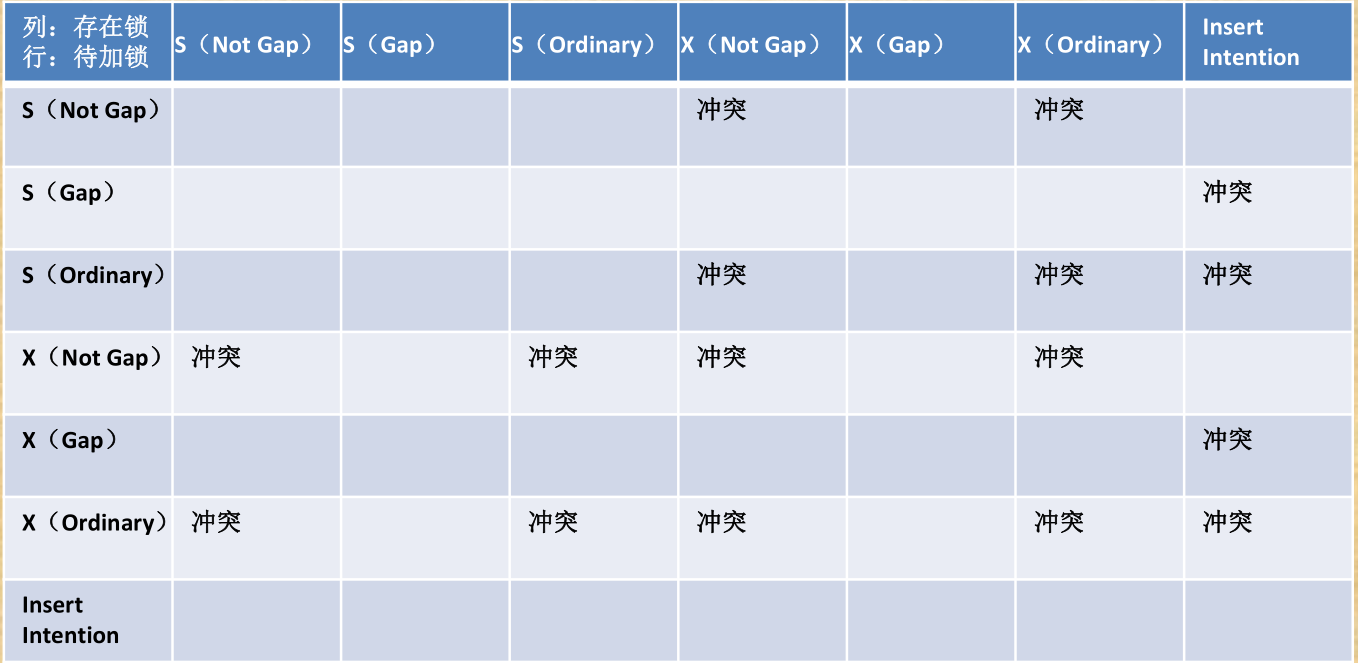 列：存在锁
行：待加锁
S（Not Gap）
S（Gap）
S（Ordinary）
X（Not Gap）
X（Gap）
X（Ordinary）
Insert
Intention
S（Not Gap）
冲突
冲突
S（Gap）
冲突
S（Ordinary）
冲突
冲突
冲突
X（Not Gap）
冲突
冲突
冲突
冲突
X（Gap）
冲突
X（Ordinary）
冲突
冲突
冲突
冲突
冲突
Insert
Intention